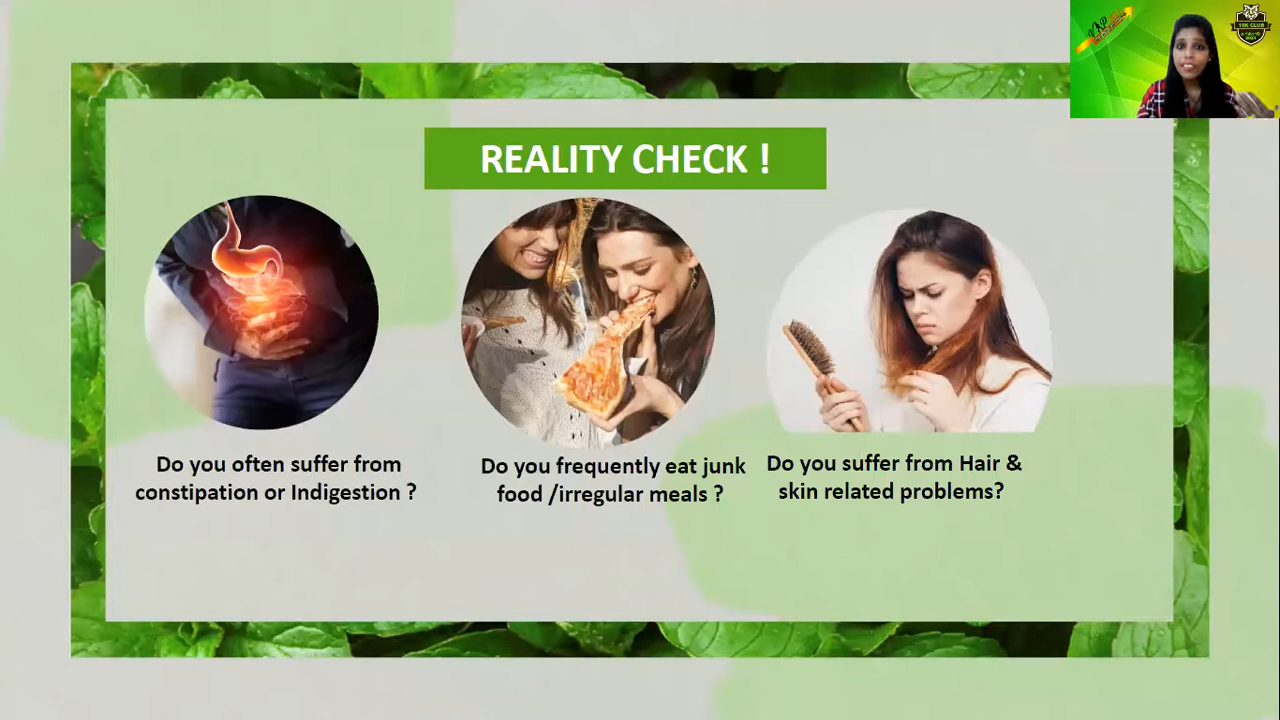 REALITY CHECK !
Do you often suffer from
constipation or Indigestion ?
Do you frequently eat junk
food /irregular meals ?
Do you suffer from Hair &
skin related problems?